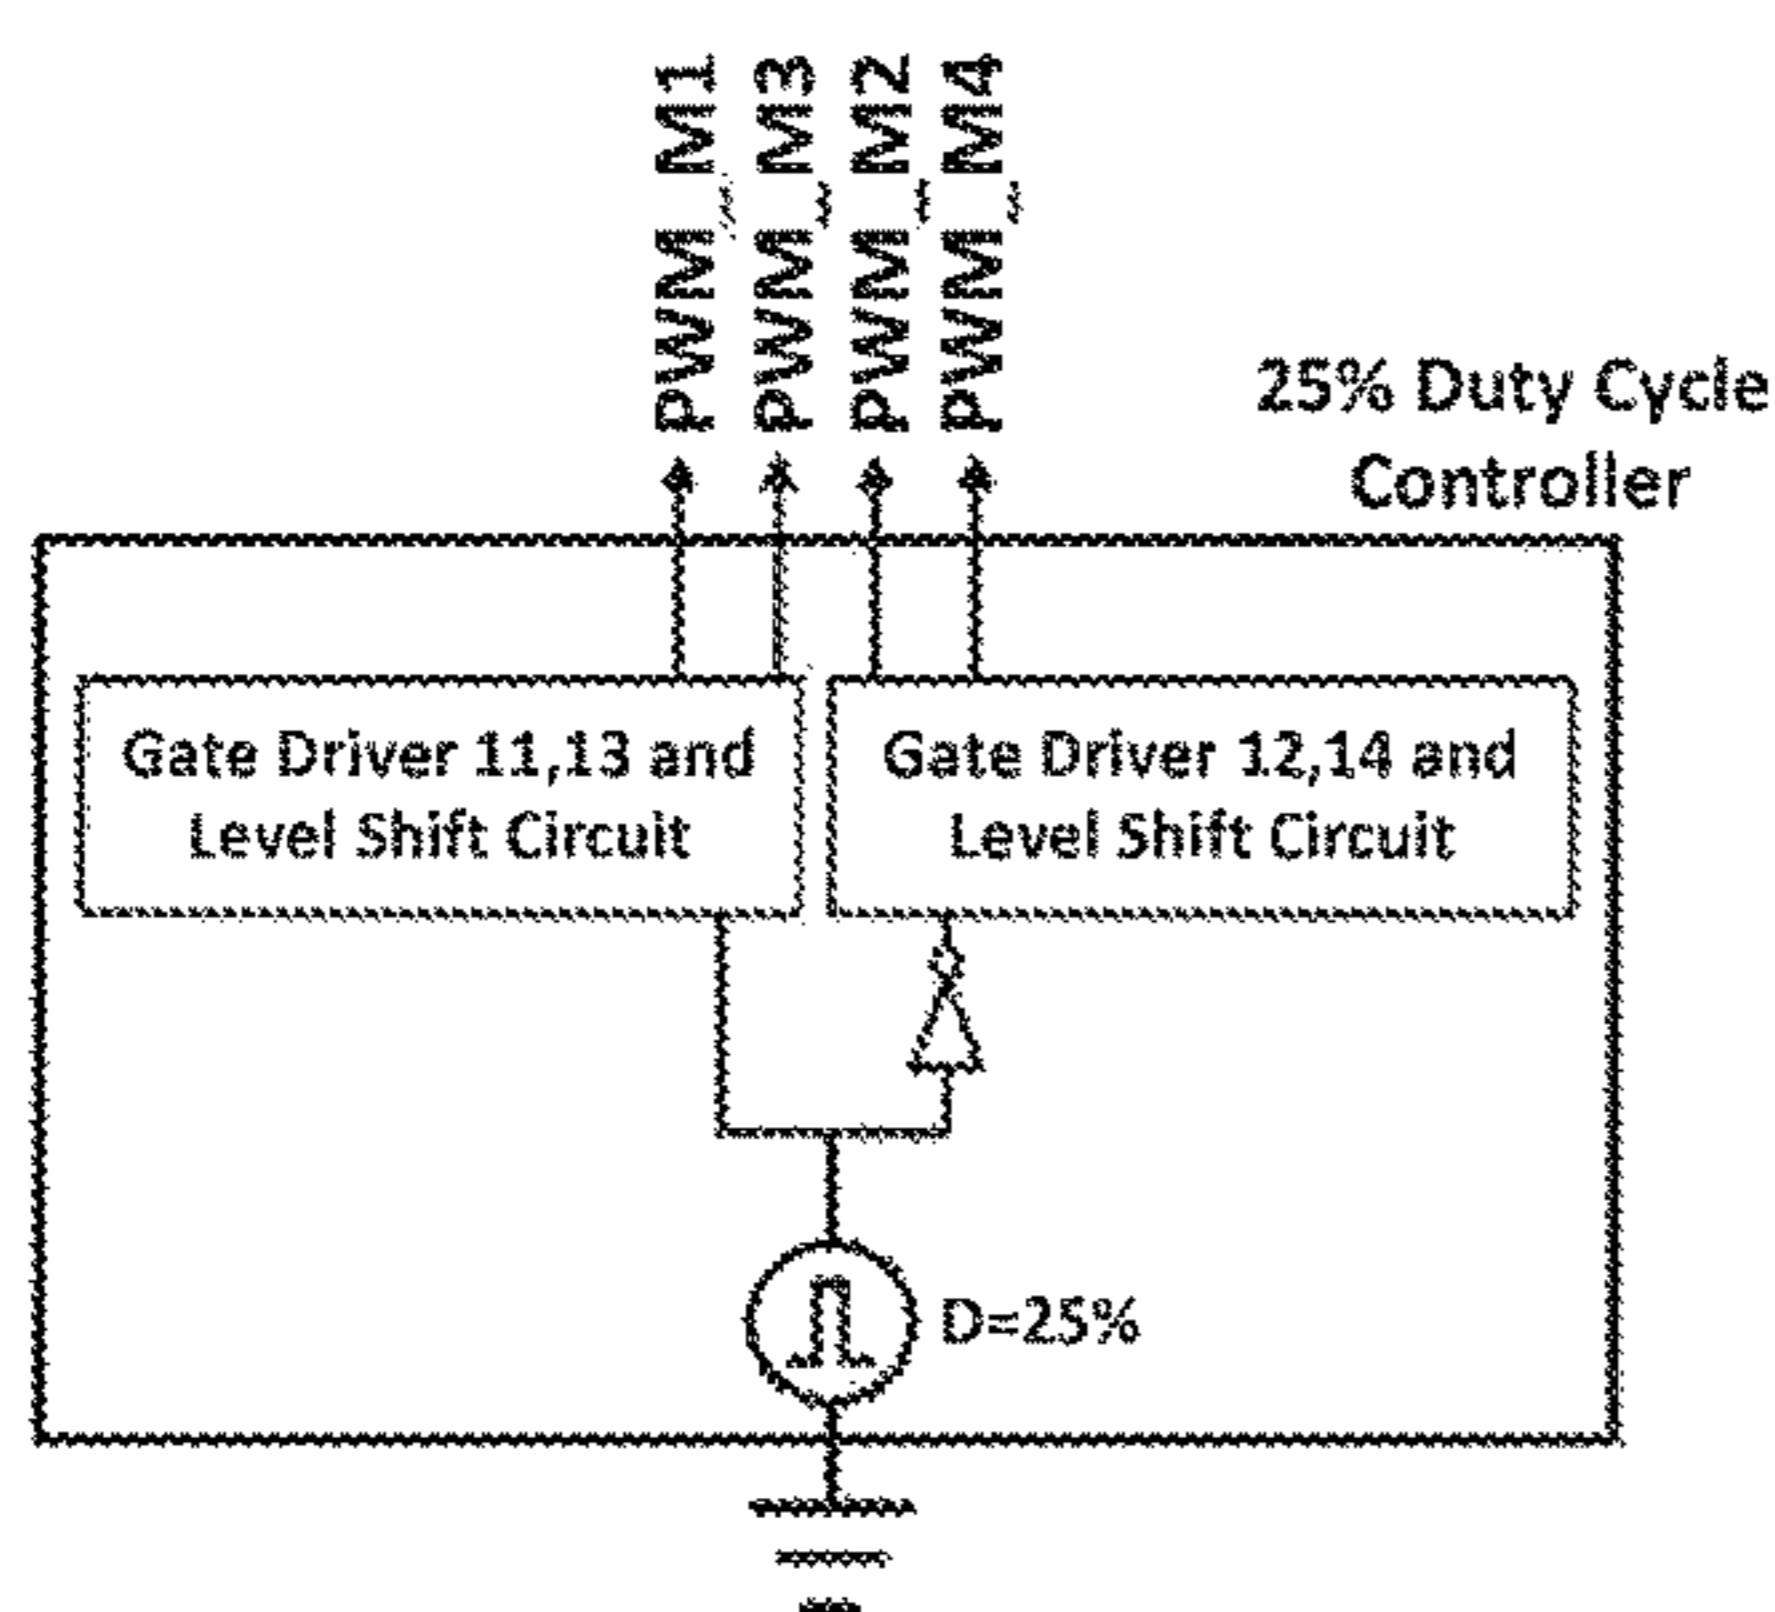 PWM_M1
PWM_M3
PWM_M2
PWM_M4
25% Duty Cycle
Controller
Gate Driver 11,13 and
Level Shift Circuit
Gate Driver 12,14 and
Level Shift Circuit
D=25%